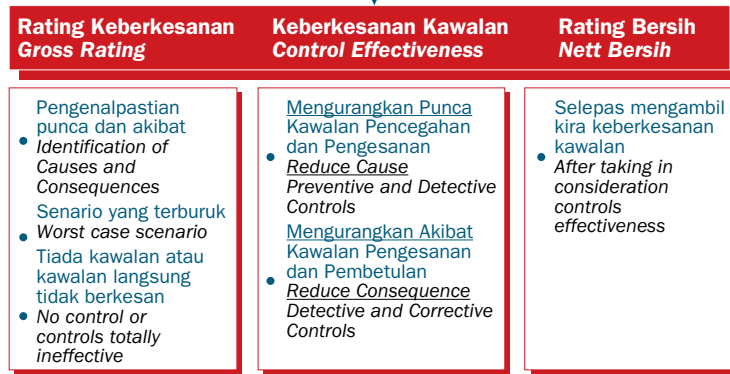 Rating Keberkesanan
Gross Rating
Keberkesanan Kawalan
Control Effectiveness
Rating Bersih
Nett Bersih
Pengenalpastian
punca dan akibat
• Identification of
Causes and
Consequences
Senario yang terburuk
• Worst case scenario
Tiada kawalan atau
kawalan langsung
tidak berkesan
• No control or
controls totally
ineffective
Mengurangkan Punca
Kawalan Pencegahan
dan Pengesanan
• Reduce Cause
Preventive and Detective
Controls
Mengurangkan Akibat
Kawalan Pengesanan
dan Pembetulan
• Reduce Consequence
Detective and Corrective
Controls
Selepas mengambil
kira keberkesanan
kawalan
• After taking in
consideration
controls
effectiveness